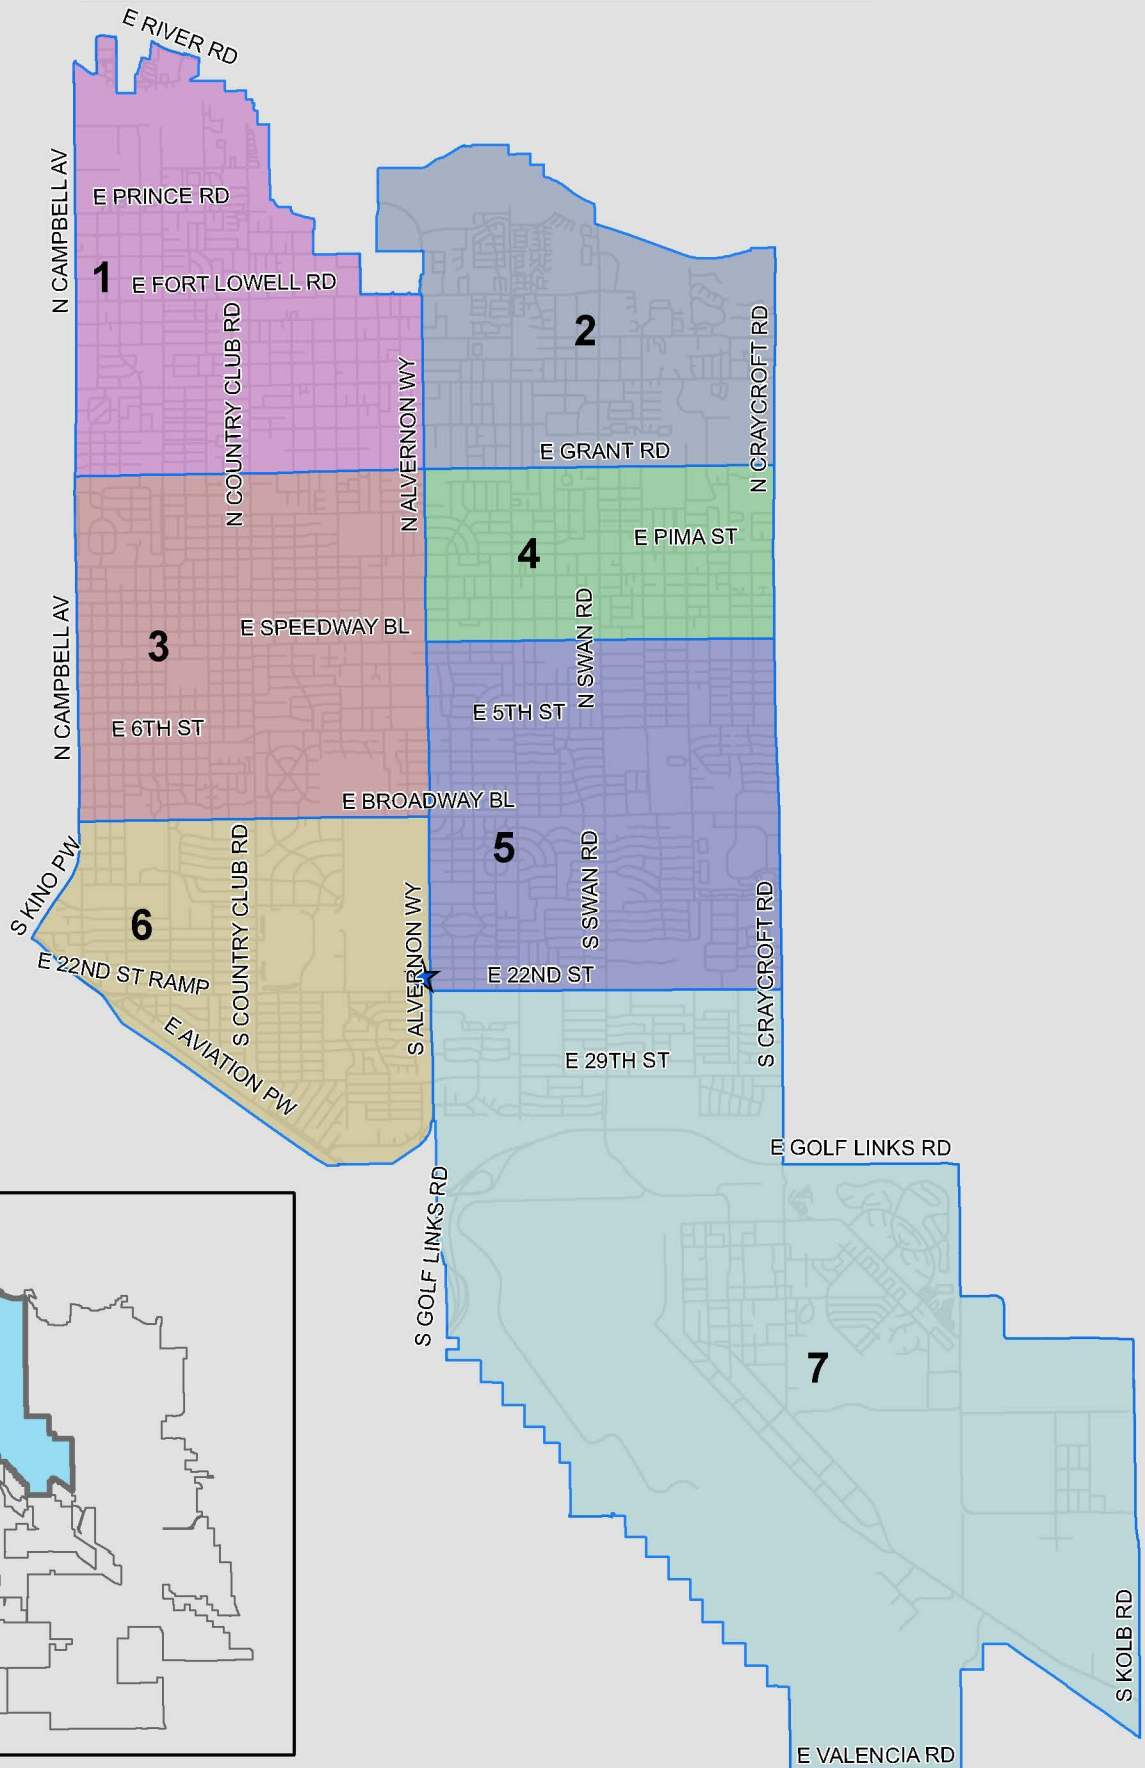 E RIVER RD
N CAMPBELL AV
E PRINCE RD
1
E FORT LOWELL RD
N COUNTRY CLUB RD
N ALVERNON WY
2
N CRAYCROFT RD
E GRANT RD
E PIMA ST
4
N CAMPBELL AV
3
E SPEEDWAY BL
N SWAN RD
E 6TH ST
E 5TH ST
E BROADWAY BL
5
S KINO PW
6
S COUNTRY CLUB RD
S ALVERNON WY
S SWAN RD
S CRAYCROFT RD
E 22ND ST RAMP
E 22ND ST
E AVIATION PW
E 29TH ST
E GOLF LINKS RD
S GOLF LINKS RD
7
S KOLB RD
E VALENCIA RD